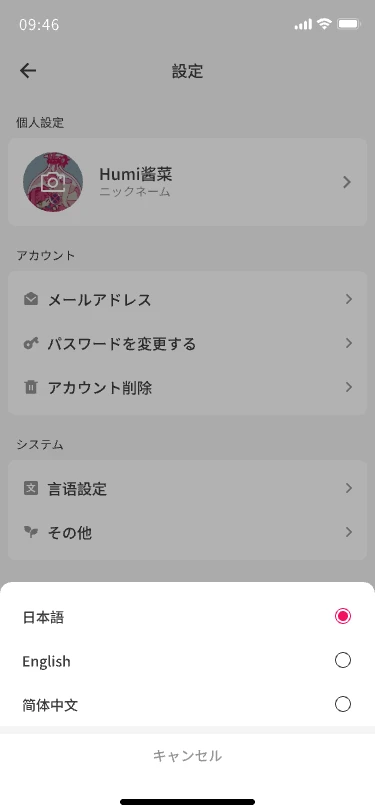 09:46
設定
個人設定
Humi酱菜
ニックネーム
アカウント
メールアドレス
パスワードを変更する
アカウント削除
システム
言语設定
その他
日本語
English
简体中文
キャンセル